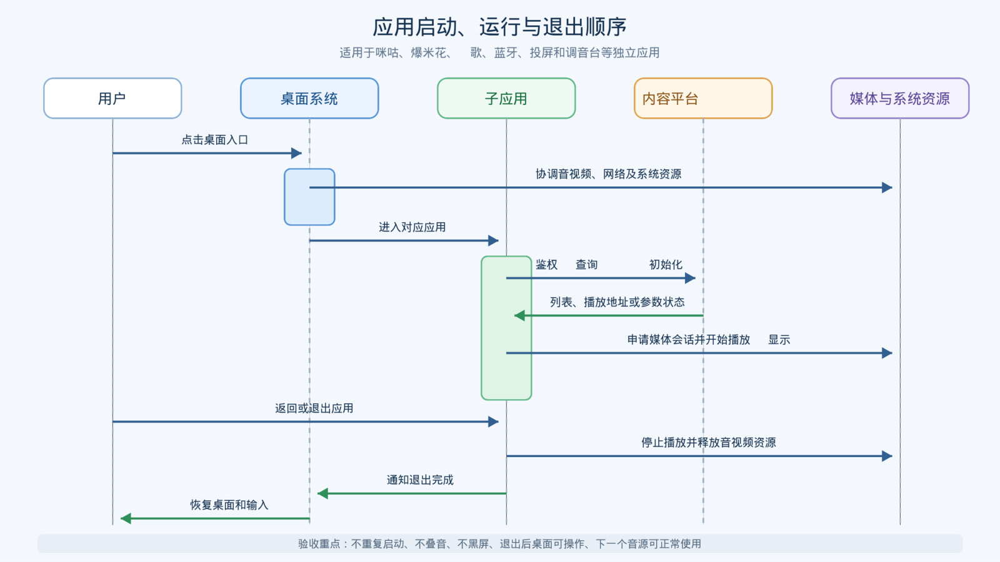 应用启动、运行与退出顺序
适用于咪咕、爆米花、 歌、蓝牙、投屏和调音台等独立应用
用户
桌面系统
子应用
内容平台
媒体与系统资源
点击桌面入口
协调音视频、网络及系统资源
进入对应应用
鉴权 查询 初始化
列表、播放地址或参数状态
申请媒体会话并开始播放 显示
返回或退出应用
停止播放并释放音视频资源
通知退出完成
恢复桌面和输入
验收重点：不重复启动、不叠音、不黑屏、退出后桌面可操作、下一个音源可正常使用